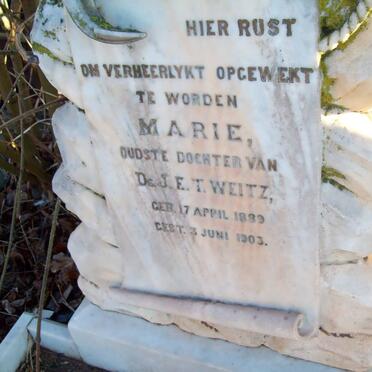 HIER RUST
OM VERHEERLYKT OPGEWEKT
TE WORDEN
MARIE,
OUDSTE DOCHTER VAN
DS. J. E. T. WEITZ,
GEB. 17 APRIL 1889
GEST. 3 JUNI 1903.